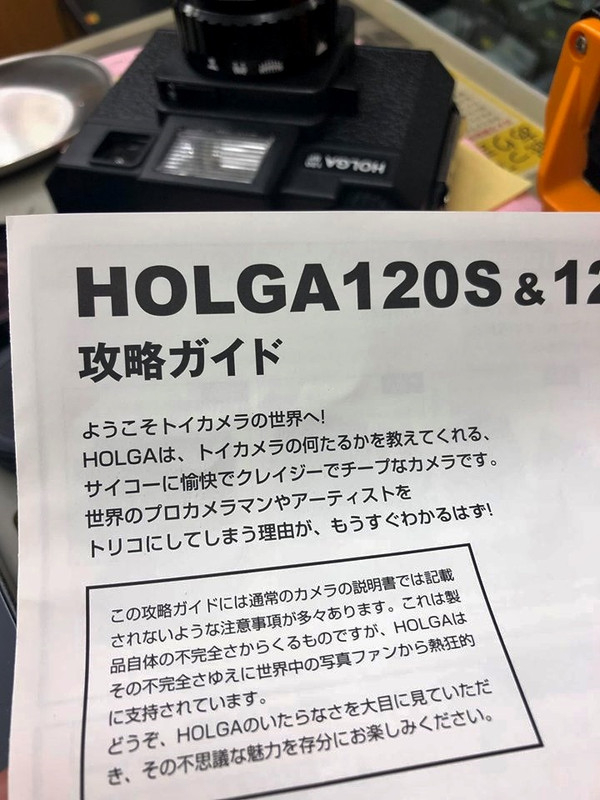 HOLGA
HOLGA120S & 12
攻略ガイド
ようこそトイカメラの世界へ!
HOLGAは、トイカメラの何たるかを教えてくれる、
サイコーに愉快でクレイジーでチープなカメラです。
世界のプロカメラマンやアーティストを
トリコにしてしまう理由が、もうすぐわかるはず!
この攻略ガイドには通常のカメラの説明書では記載
されないような注意事項が多々あります。これは製
品自体の不完全さからくるものですが、HOLGAは
その不完全さゆえに世界中の写真ファンから熱狂的
に支持されています。
どうぞ、HOLGAのいたらなさを大目に見ていただ
き、その不思議な魅力を存分にお楽しみください。